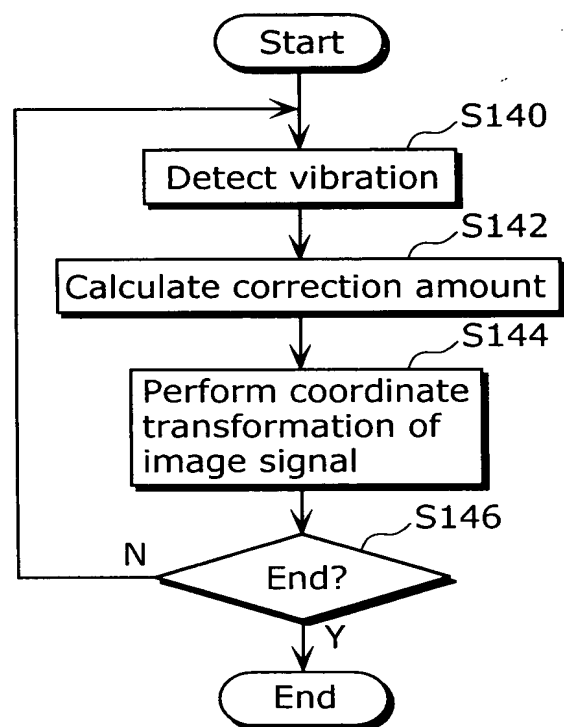 Start
S140
Detect vibration
S142
Calculate correction amount
S144
Perform coordinate
transformation of
image signal
S146
N
End?
Y
End